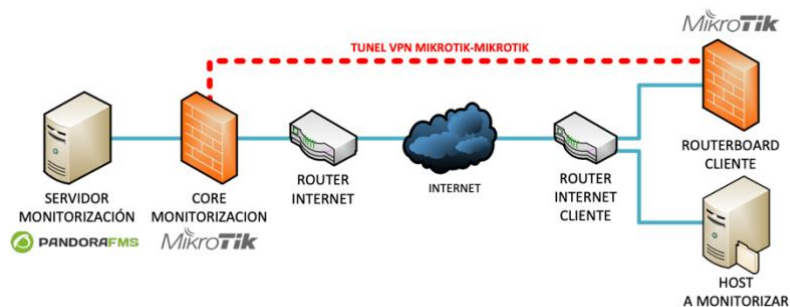 MikroTik
TUNEL VPN MIKROTIK-MIKROTIK
SERVIDOR
MONITORIZACIÓN
PANDORAFMS
CORE
MONITORIZACION
MikroTik
ROUTER
INTERNET
INTERNET
ROUTER
INTERNET
CLIENTE
ROUTERBOARD
CLIENTE
HOST
A MONITORIZAR